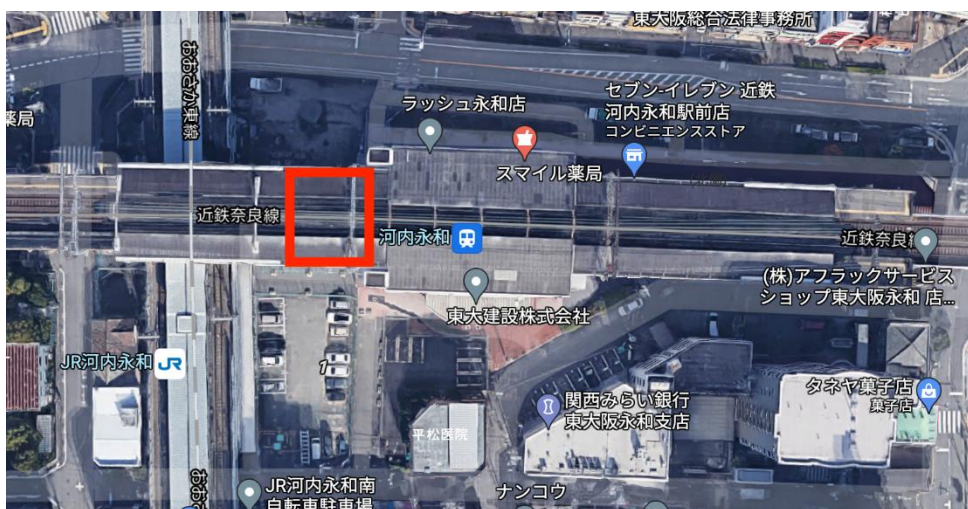 東大阪総合法律事務所
おおさか東線
セブン-イレブン 近鉄
河内永和駅前店
コンビニエンスストア
ラッシュ永和店
薬局
スマイル薬局
近鉄奈良線
河内永和
近鉄奈良線
(株)アフラックサービス
ショップ東大阪永和 店...
東大建設株式会社
JR河内永和
JR
タネヤ菓子店
菓子店
関西みらい銀行
東大阪永和支店
平松医院
JR河内永和南
自転車駐車場
ナンコウ
おお